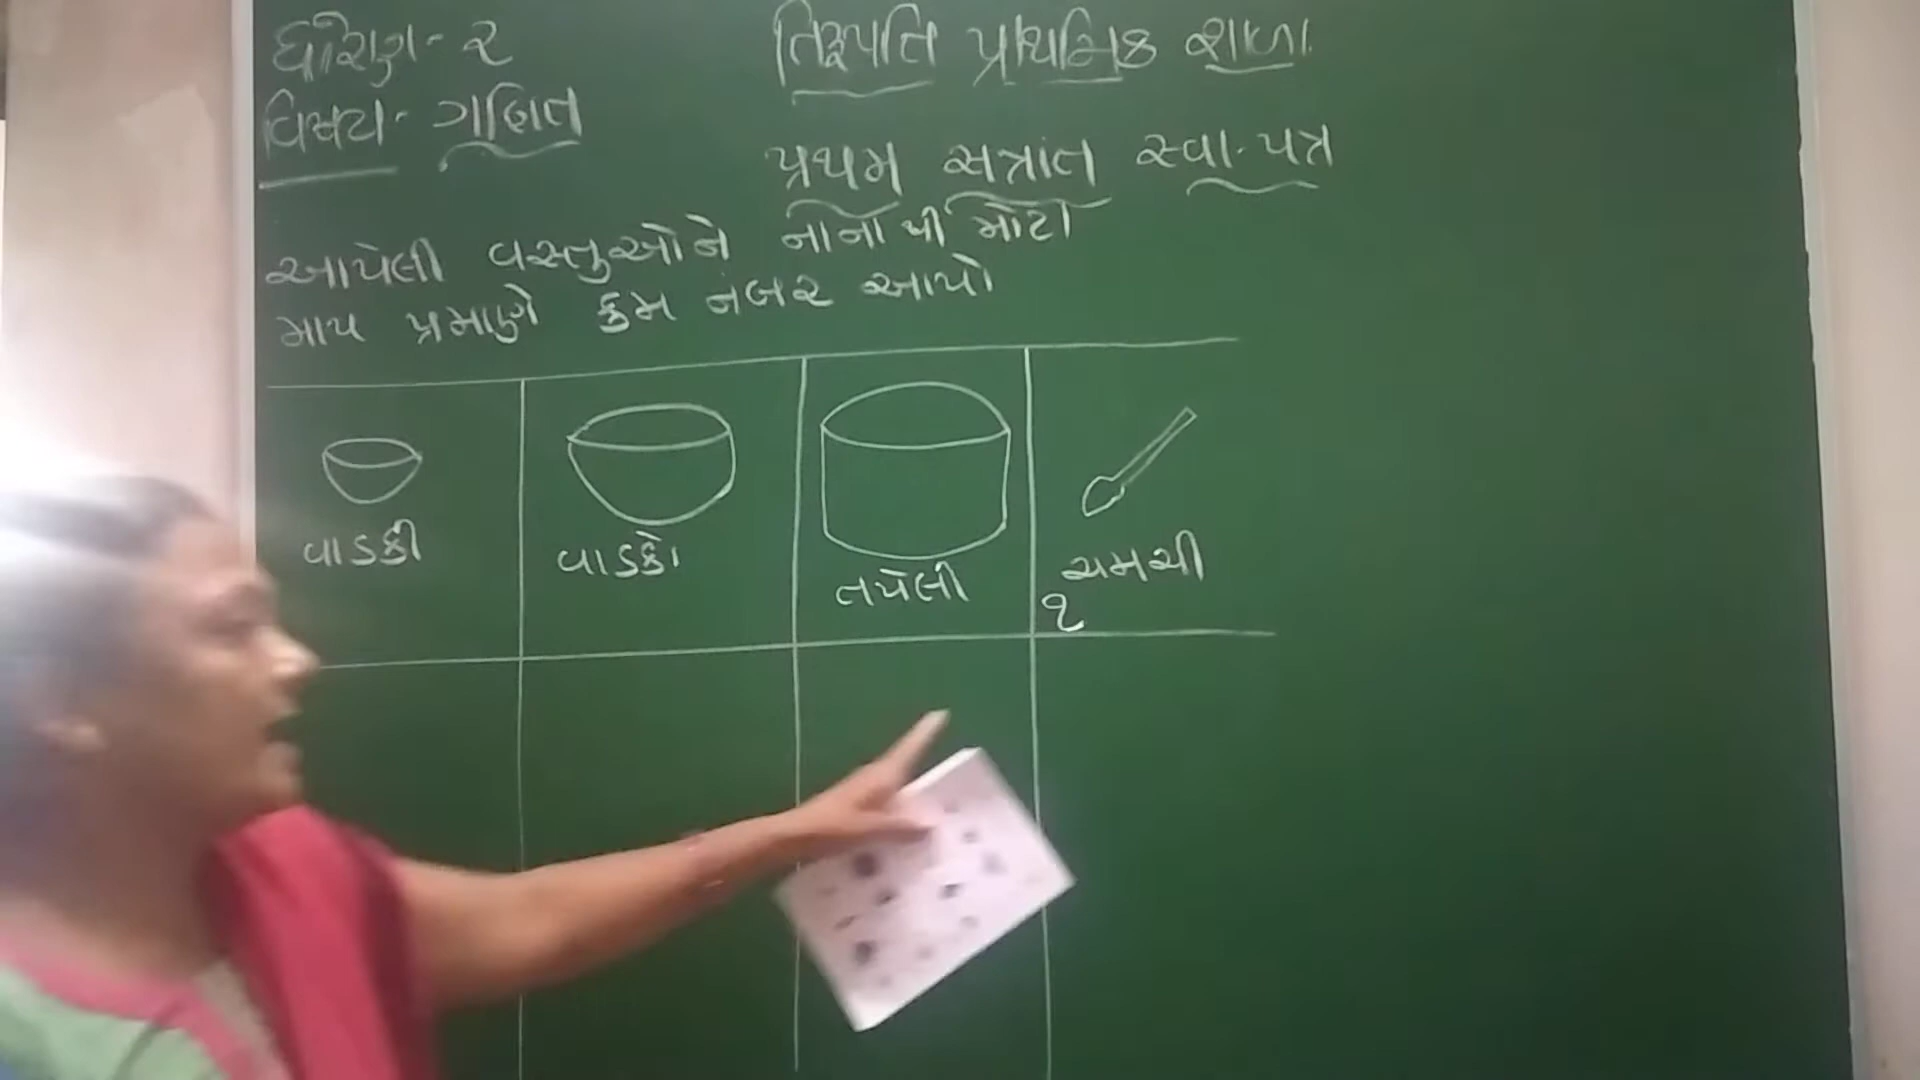 ધોરણ- ૨
વિષય- ગણિત
તિરૂપતિ પ્રાથમિક શાળા
પ્રથમ સત્રાંત સ્વા. પત્ર
આપેલી વસ્તુઓને નાનાથી મોટા
માપ પ્રમાણે ક્રમ નંબર આપો
વાડકી
વાડકો
તપેલી
ચમચી
૧